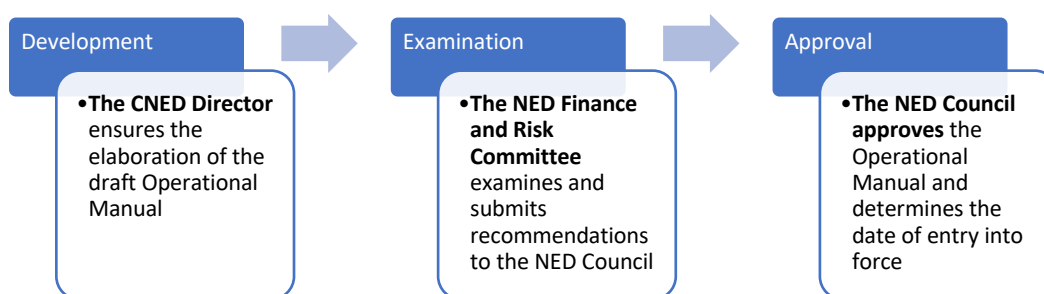 Development
•The CNED Director
ensures the
elaboration of the
draft Operational
Manual
Examination
•The NED Finance
and Risk
Committee
examines and
submits
recommendations
to the NED Council
Approval
•The NED Council
approves the
Operational
Manual and
determines the
date of entry into
force